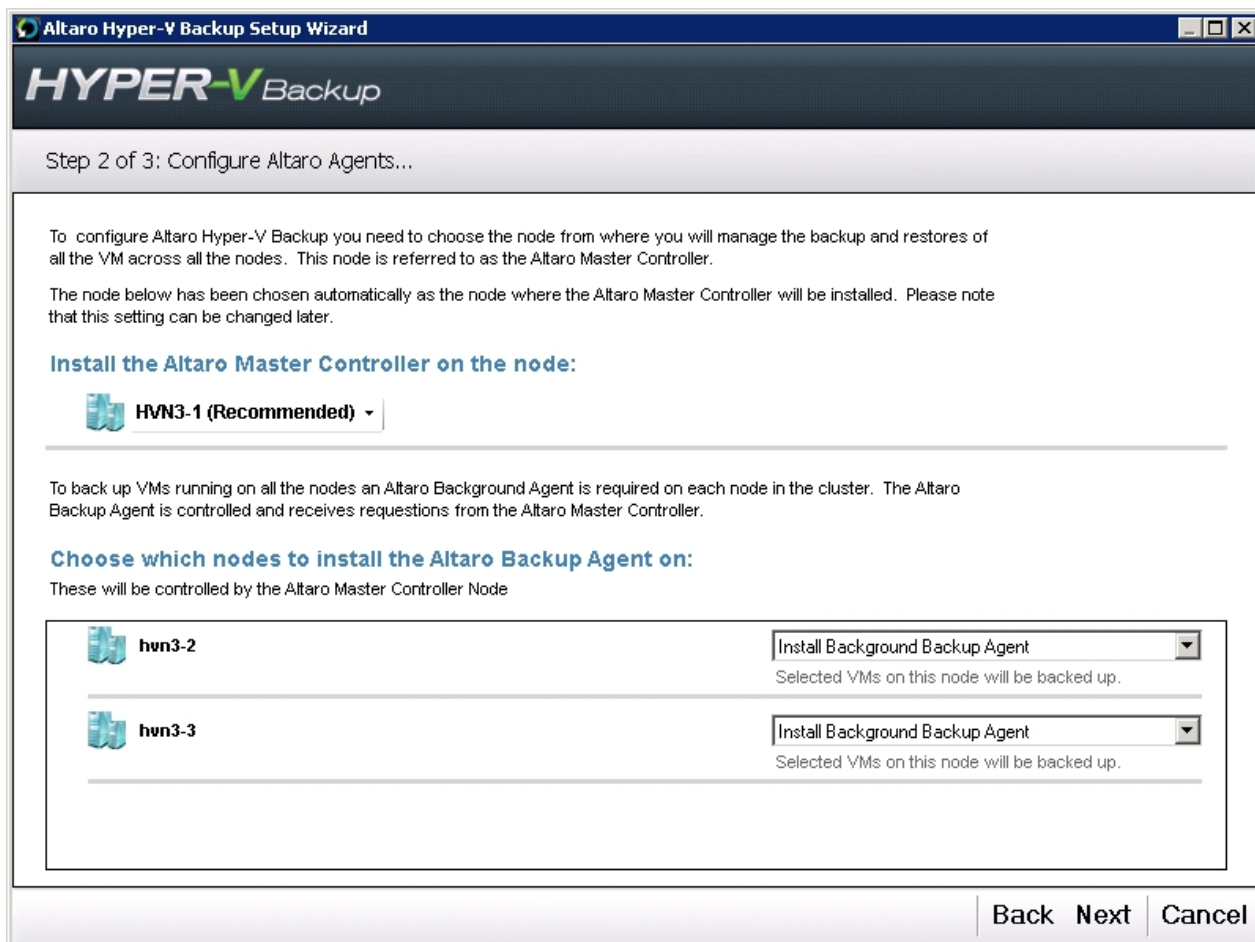 Altaro Hyper-V Backup Setup Wizard
HYPER-V Backup
Step 2 of 3: Configure Altaro Agents...
To configure Altaro Hyper-V Backup you need to choose the node from where you will manage the backup and restores of
all the VM across all the nodes. This node is referred to as the Altaro Master Controller.
The node below has been chosen automatically as the node where the Altaro Master Controller will be installed. Please note
that this setting can be changed later.
Install the Altaro Master Controller on the node:
HVN3-1 (Recommended)
To back up VMs running on all the nodes an Altaro Background Agent is required on each node in the cluster. The Altaro
Backup Agent is controlled and receives requestions from the Altaro Master Controller.
Choose which nodes to install the Altaro Backup Agent on:
These will be controlled by the Altaro Master Controller Node
hvn3-2
Install Background Backup Agent
Selected VMs on this node will be backed up.
hvn3-3
Install Background Backup Agent
Selected VMs on this node will be backed up.
Back Next Cancel